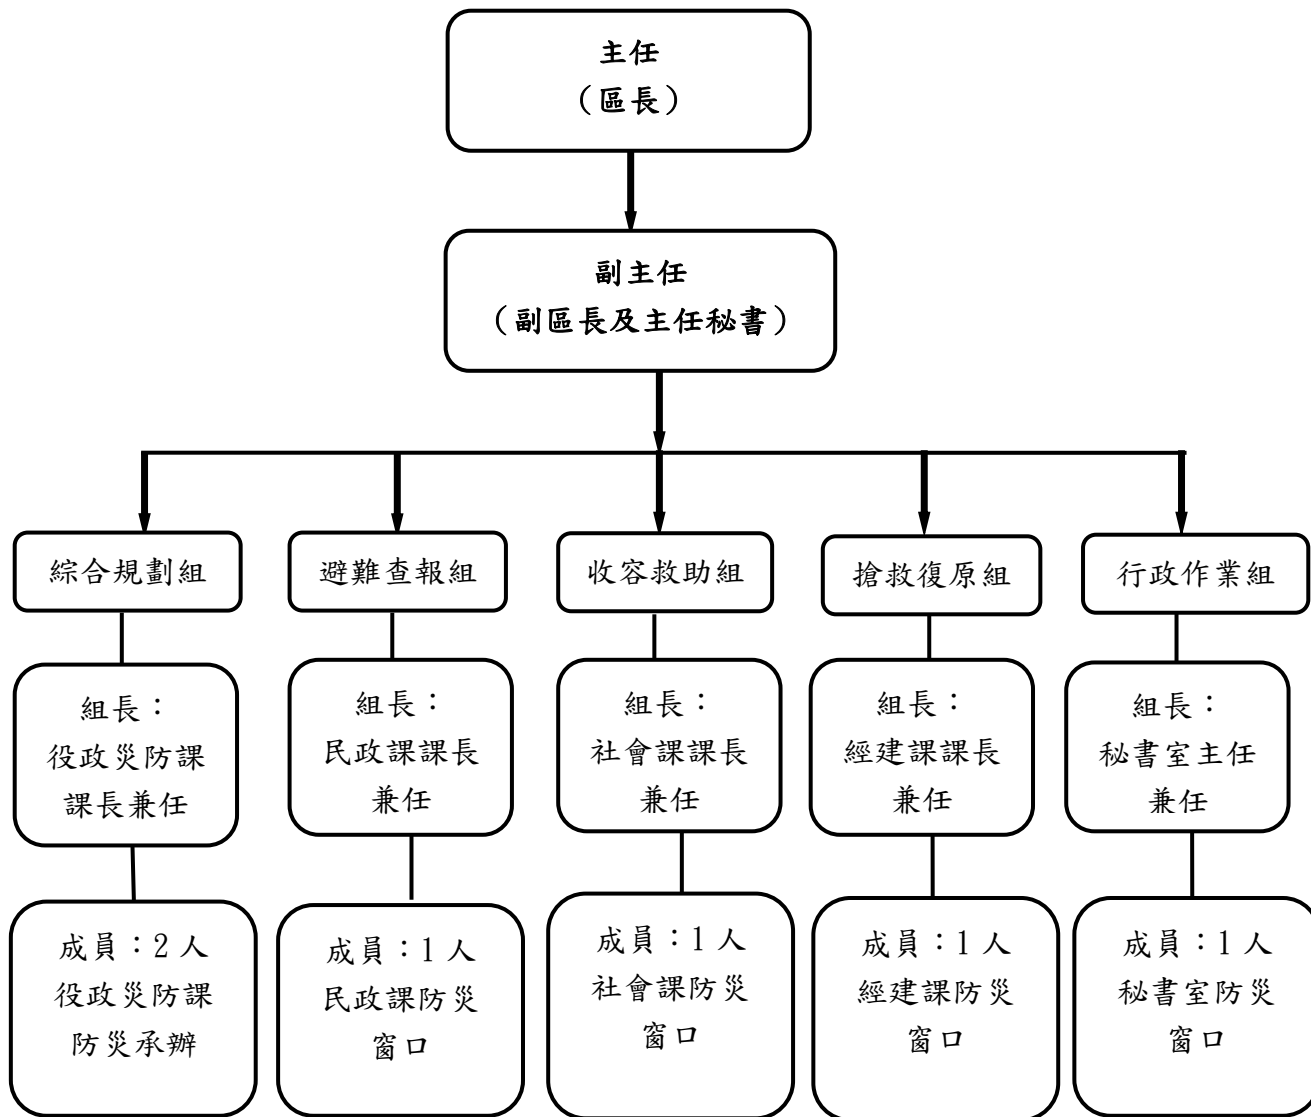 主任
（區長）
副主任
（副區長及主任秘書）
綜合規劃組
避難查報組
收容救助組
搶救復原組
行政作業組
組長：
役政災防課
課長兼任
組長：
民政課課長
兼任
組長：
社會課課長
兼任
組長：
經建課課長
兼任
組長：
秘書室主任
兼任
成員：2人
役政災防課
防災承辦
成員：1人
民政課防災
窗口
成員：1人
社會課防災
窗口
成員：1人
經建課防災
窗口
成員：1人
秘書室防災
窗口